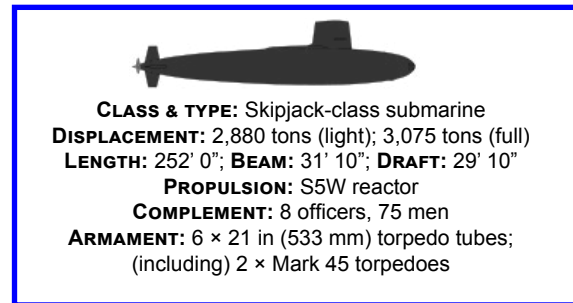 CLASS & TYPE: Skipjack-class submarine
DISPLACEMENT: 2,880 tons (light); 3,075 tons (full)
LENGTH: 252’ 0”; BEAM: 31’ 10”; DRAFT: 29’ 10”
PROPULSION: S5W reactor
COMPLEMENT: 8 officers, 75 men
ARMAMENT: 6 × 21 in (533 mm) torpedo tubes;
(including) 2 × Mark 45 torpedoes